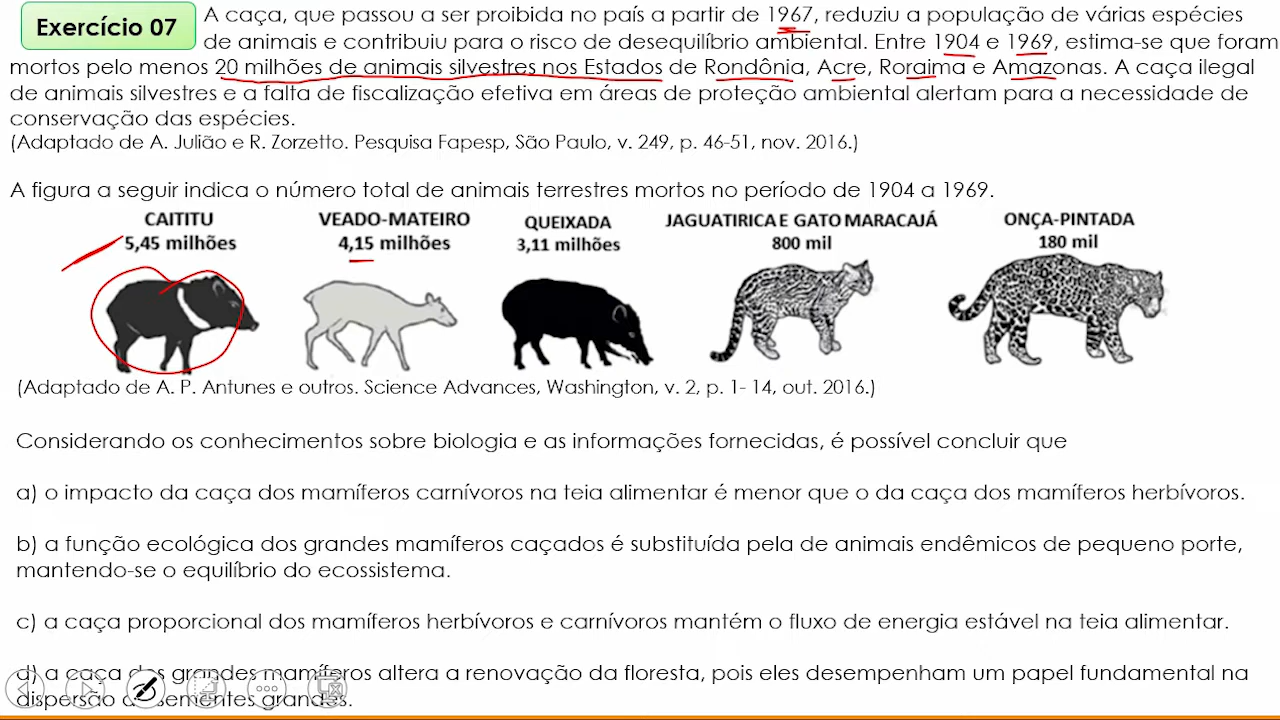 Exercício 07
A caça, que passou a ser proibida no país a partir de 1967, reduziu a população de várias espécies
de animais e contribuiu para o risco de desequilíbrio ambiental. Entre 1904 e 1969, estima-se que foram
mortos pelo menos 20 milhões de animais silvestres nos Estados de Rondônia, Acre, Roraima e Amazonas. A caça ilegal
de animais silvestres e a falta de fiscalização efetiva em áreas de proteção ambiental alertam para a necessidade de
conservação das espécies.
(Adaptado de A. Julião e R. Zorzetto. Pesquisa Fapesp, São Paulo, v. 249, p. 46-51, nov. 2016.)
A figura a seguir indica o número total de animais terrestres mortos no período de 1904 a 1969.
CAITITU
5,45 milhões
VEADO-MATEIRO
4,15 milhões
QUEIXADA
3,11 milhões
JAGUATIRICA E GATO MARACAJÁ
800 mil
ONÇA-PINTADA
180 mil
(Adaptado de A. P. Antunes e outros. Science Advances, Washington, v. 2, p. 1- 14, out. 2016.)
Considerando os conhecimentos sobre biologia e as informações fornecidas, é possível concluir que
a) o impacto da caça dos mamíferos carnívoros na teia alimentar é menor que o da caça dos mamíferos herbívoros.
b) a função ecológica dos grandes mamíferos caçados é substituída pela de animais endêmicos de pequeno porte,
mantendo-se o equilíbrio do ecossistema.
c) a caça proporcional dos mamíferos herbívoros e carnívoros mantém o fluxo de energia estável na teia alimentar.
d) a caça dos grandes mamíferos altera a renovação da floresta, pois eles desempenham um papel fundamental na
dispersão de sementes grandes.